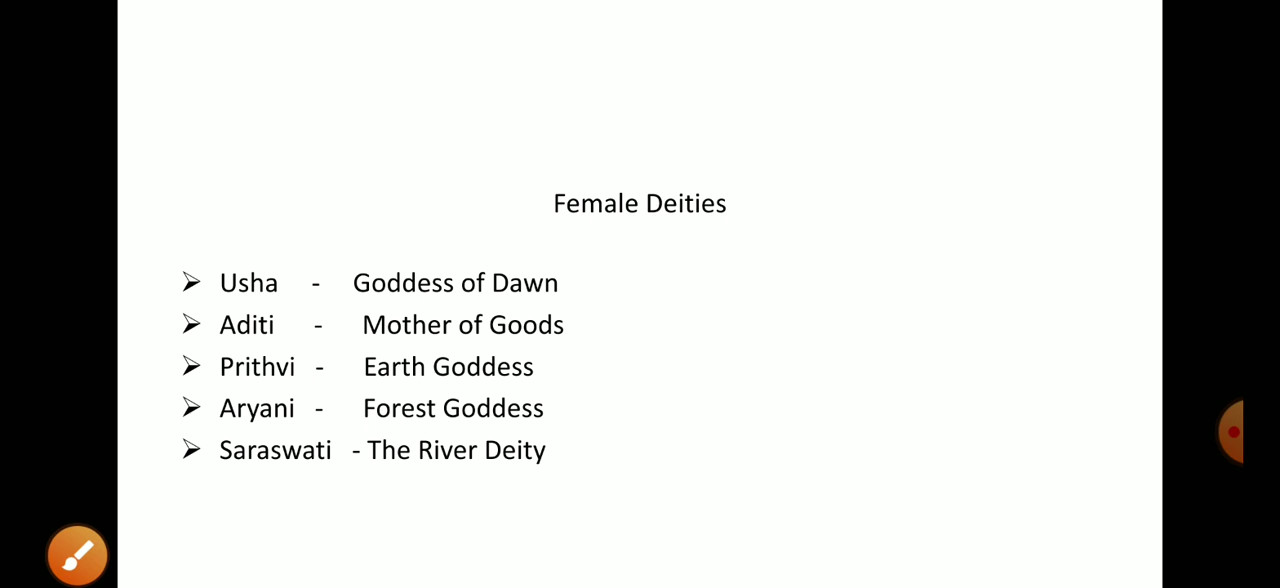 Female Deities
➢ Usha - Goddess of Dawn
➢ Aditi - Mother of Goods
➢ Prithvi - Earth Goddess
➢ Aryani - Forest Goddess
➢ Saraswati - The River Deity